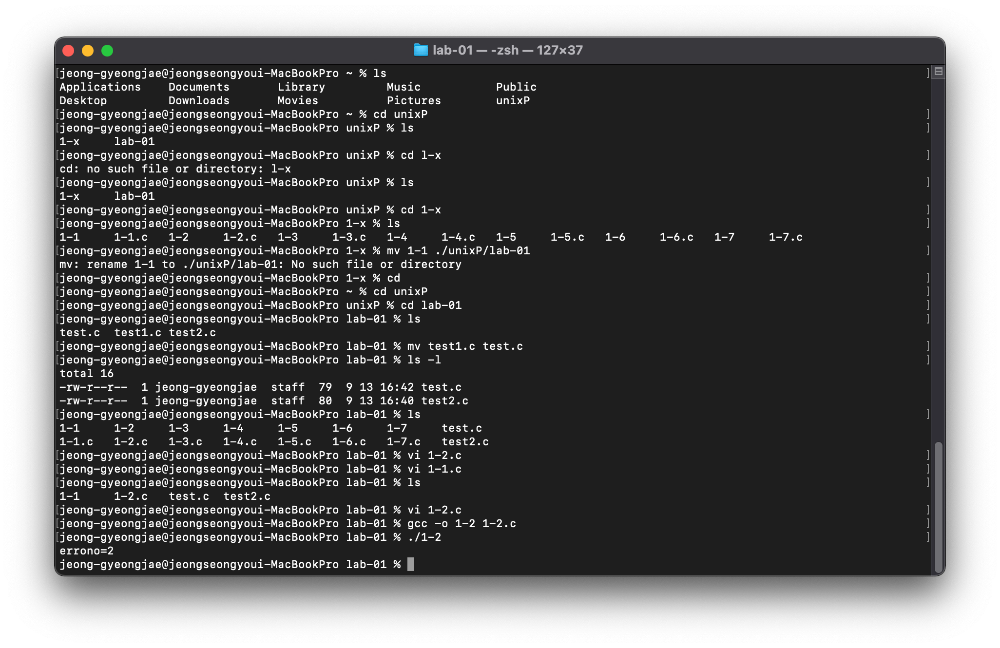 lab-01 — -zsh — 127×37
[jeong-gyeongjae@jeongseongyoui-MacBookPro ~ % ls ]
Applications Documents Library Music Public
Desktop Downloads Movies Pictures unixP
[jeong-gyeongjae@jeongseongyoui-MacBookPro ~ % cd unixP ]
[jeong-gyeongjae@jeongseongyoui-MacBookPro unixP % ls ]
1-x lab-01
[jeong-gyeongjae@jeongseongyoui-MacBookPro unixP % cd l-x ]
cd: no such file or directory: l-x
[jeong-gyeongjae@jeongseongyoui-MacBookPro unixP % ls ]
1-x lab-01
[jeong-gyeongjae@jeongseongyoui-MacBookPro unixP % cd 1-x ]
[jeong-gyeongjae@jeongseongyoui-MacBookPro 1-x % ls ]
1-1 1-1.c 1-2 1-2.c 1-3 1-3.c 1-4 1-4.c 1-5 1-5.c 1-6 1-6.c 1-7 1-7.c
[jeong-gyeongjae@jeongseongyoui-MacBookPro 1-x % mv 1-1 ./unixP/lab-01 ]
mv: rename 1-1 to ./unixP/lab-01: No such file or directory
[jeong-gyeongjae@jeongseongyoui-MacBookPro 1-x % cd ]
[jeong-gyeongjae@jeongseongyoui-MacBookPro ~ % cd unixP ]
[jeong-gyeongjae@jeongseongyoui-MacBookPro unixP % cd lab-01 ]
[jeong-gyeongjae@jeongseongyoui-MacBookPro lab-01 % ls ]
test.c test1.c test2.c
[jeong-gyeongjae@jeongseongyoui-MacBookPro lab-01 % mv test1.c test.c ]
[jeong-gyeongjae@jeongseongyoui-MacBookPro lab-01 % ls -l ]
total 16
-rw-r--r-- 1 jeong-gyeongjae staff 79 9 13 16:42 test.c
-rw-r--r-- 1 jeong-gyeongjae staff 80 9 13 16:40 test2.c
[jeong-gyeongjae@jeongseongyoui-MacBookPro lab-01 % ls ]
1-1 1-2 1-3 1-4 1-5 1-6 1-7 test.c
1-1.c 1-2.c 1-3.c 1-4.c 1-5.c 1-6.c 1-7.c test2.c
[jeong-gyeongjae@jeongseongyoui-MacBookPro lab-01 % vi 1-2.c ]
[jeong-gyeongjae@jeongseongyoui-MacBookPro lab-01 % vi 1-1.c ]
[jeong-gyeongjae@jeongseongyoui-MacBookPro lab-01 % ls ]
1-1 1-2.c test.c test2.c
[jeong-gyeongjae@jeongseongyoui-MacBookPro lab-01 % vi 1-2.c ]
[jeong-gyeongjae@jeongseongyoui-MacBookPro lab-01 % gcc -o 1-2 1-2.c ]
[jeong-gyeongjae@jeongseongyoui-MacBookPro lab-01 % ./1-2 ]
errono=2
jeong-gyeongjae@jeongseongyoui-MacBookPro lab-01 %